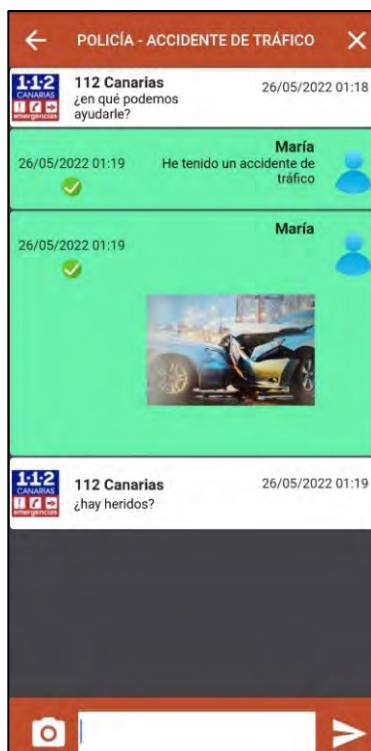 POLICÍA - ACCIDENTE DE TRÁFICO
1·1·2
CANARIAS
emergencias
112 Canarias
26/05/2022 01:18
¿en qué podemos
ayudarle?
María
26/05/2022 01:19
He tenido un accidente de
tráfico
María
26/05/2022 01:19
1·1·2
CANARIAS
emergencias
112 Canarias
26/05/2022 01:19
¿hay heridos?